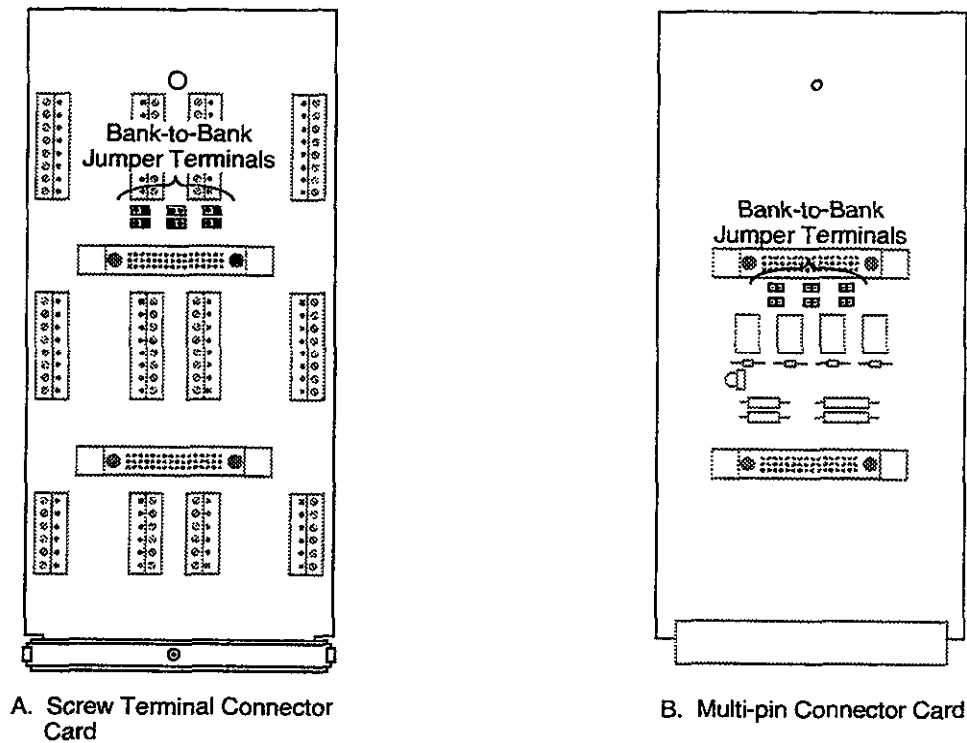 Bank-to-Bank
Jumper Terminals
Bank-to-Bank
Jumper Terminals
A. Screw Terminal Connector
Card
B. Multi-pin Connector Card